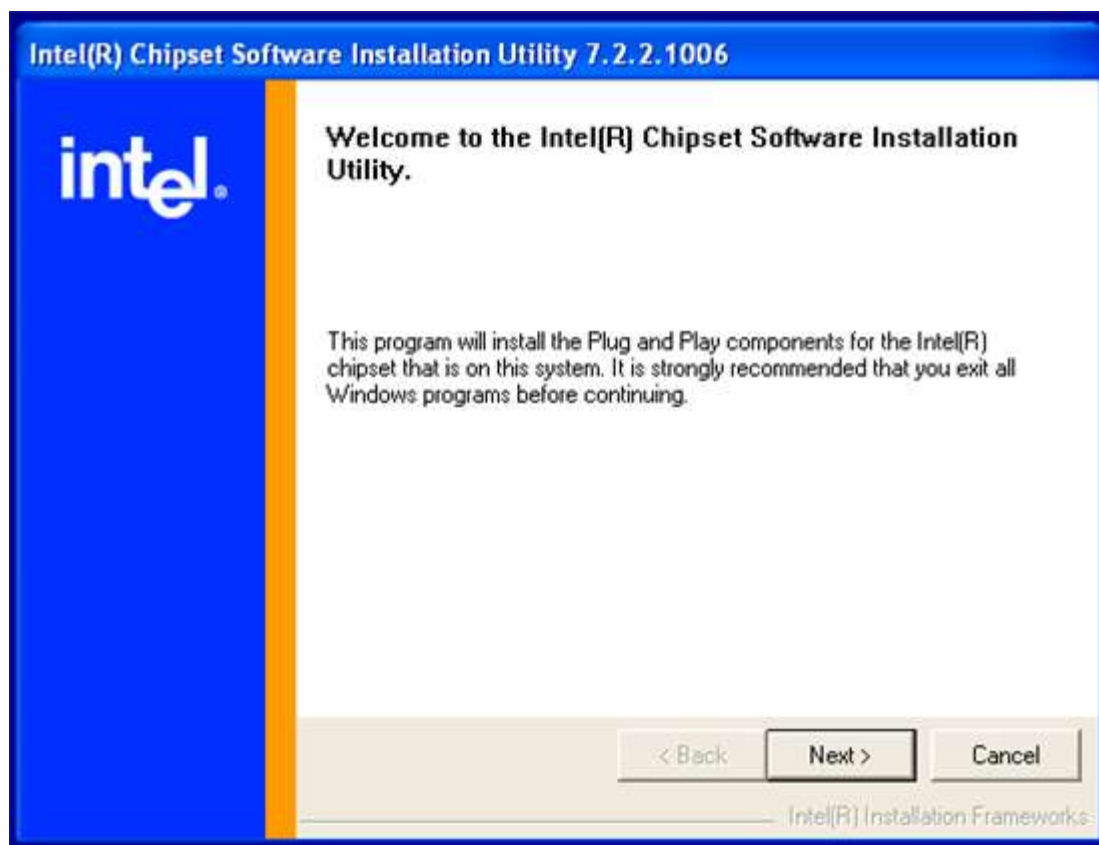 Intel(R) Chipset Software Installation Utility 7.2.2.1006
intel®
Welcome to the Intel(R) Chipset Software Installation
Utility.
This program will install the Plug and Play components for the Intel(R)
chipset that is on this system. It is strongly recommended that you exit all
Windows programs before continuing.
< Back
Next >
Cancel
Intel(R) Installation Frameworks